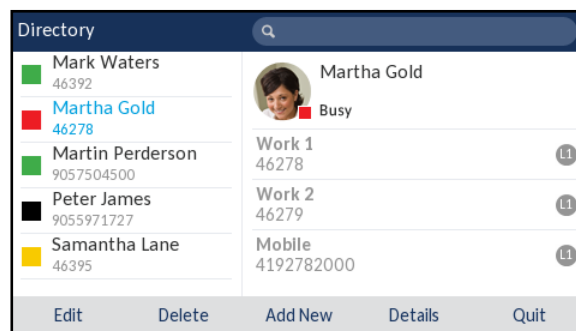 Directory
Mark Waters
46392
Martha Gold
46278
Martin Perderson
9057504500
Peter James
9055971727
Samantha Lane
46395
Martha Gold
Busy
Work 1
46278
L1
Work 2
46279
L1
Mobile
4192782000
L1
Edit Delete Add New Details Quit